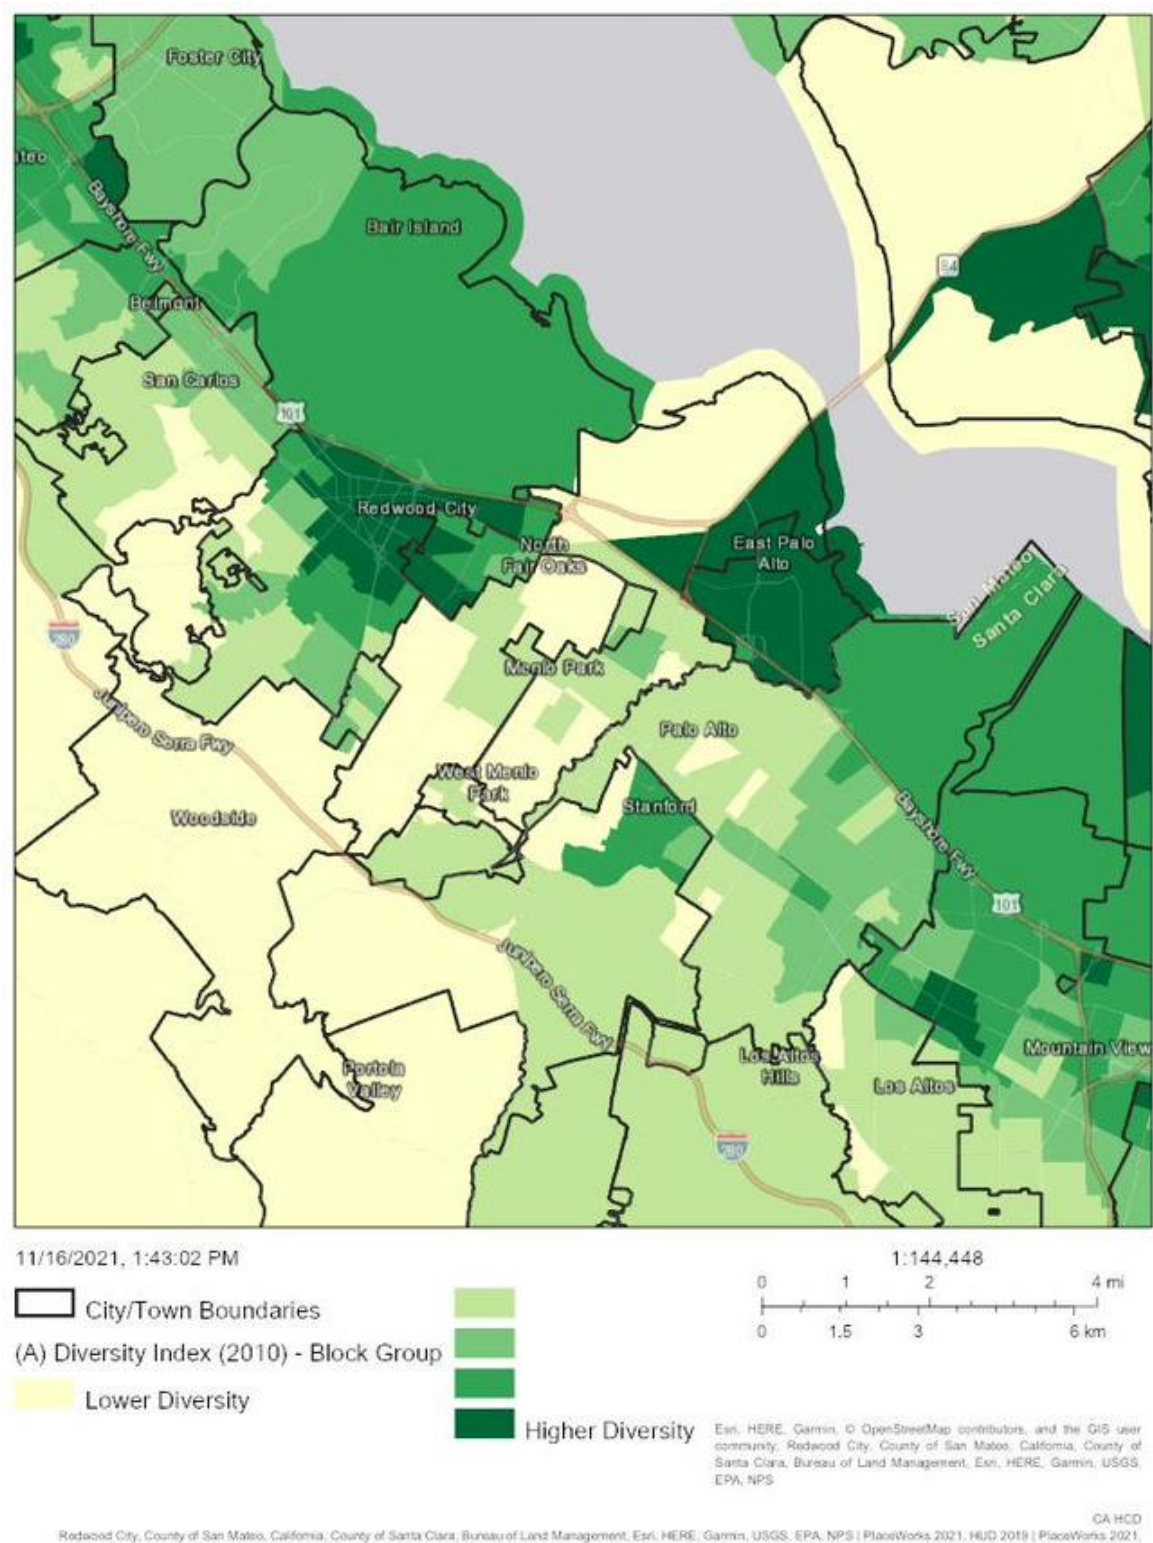 Foster City
ateo
Bayshore Fwy
Bair Island
84
Belmont
San Carlos
101
Redwood City
North
Fair Oaks
East Palo
Alto
San Mateo
Santa Clara
280
Menlo Park
Junipero Serra Fwy
Palo Alto
West Menlo
Park
Stanford
Woodside
Bayshore Fwy
101
Junipero Serra Fwy
Mountain View
Los Altos
Hills
Portola
Valley
Los Altos
280
11/16/2021, 1:43:02 PM
1:144,448
0 1 2 4 mi
0 1.5 3 6 km
City/Town Boundaries
(A) Diversity Index (2010) - Block Group
Lower Diversity
Higher Diversity
Esri, HERE, Garmin, © OpenStreetMap contributors, and the GIS user
community, Redwood City, County of San Mateo, California, County of
Santa Clara, Bureau of Land Management, Esri, HERE, Garmin, USGS,
EPA, NPS
CA HCD
Redwood City, County of San Mateo, California, County of Santa Clara, Bureau of Land Management, Esri, HERE, Garmin, USGS, EPA, NPS | PlaceWorks 2021, HUD 2019 | PlaceWorks 2021,